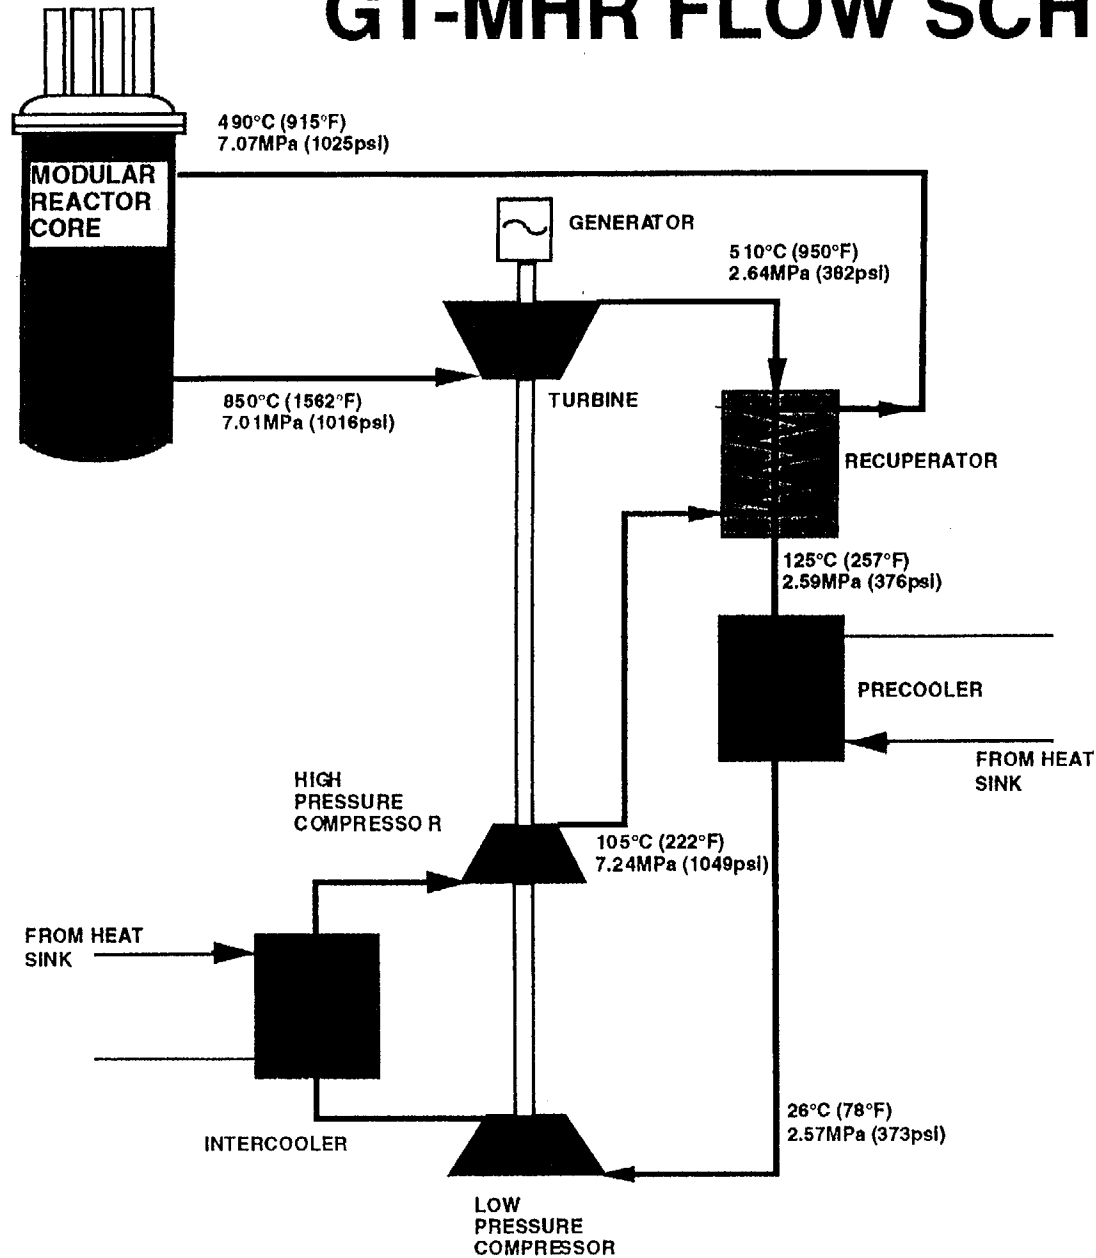 GT-MHR FLOW SCH
490°C (915°F)
7.07MPa (1025psi)
MODULAR
REACTOR
CORE
GENERATOR
510°C (950°F)
2.64MPa (382psi)
850°C (1562°F)
7.01MPa (1016psi)
TURBINE
RECUPERATOR
125°C (257°F)
2.59MPa (376psi)
PRECOOLER
FROM HEAT
SINK
HIGH
PRESSURE
COMPRESSOR
105°C (222°F)
7.24MPa (1049psi)
FROM HEAT
SINK
INTERCOOLER
26°C (78°F)
2.57MPa (373psi)
LOW
PRESSURE
COMPRESSOR